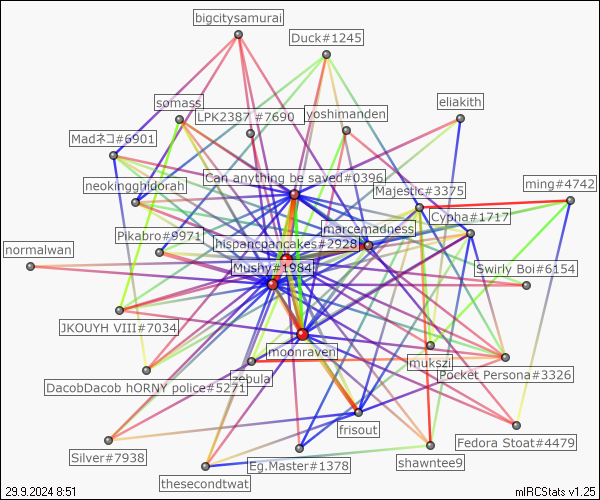 bigcitysamurai
Duck#1245
somass
LPK2387 #7690
yoshimanden
eliakith
Madネコ#6901
neokingghidorah
Can anything be saved#0396
Majestic#3375
ming#4742
Cypha#1717
marcemadness
Pikabro#9971
hispancpancakes#2928
normalwan
Mushy#1984
Swirly Boi#6154
JKOUYH VIII#7034
moonraven
mukszi
zebula
Pocket Persona#3326
DacobDacob hORNY police#5271
frisout
Fedora Stoat#4479
Silver#7938
Eg.Master#1378
shawntee9
thesecondtwat
29.9.2024 8:51
mIRCStats v1.25